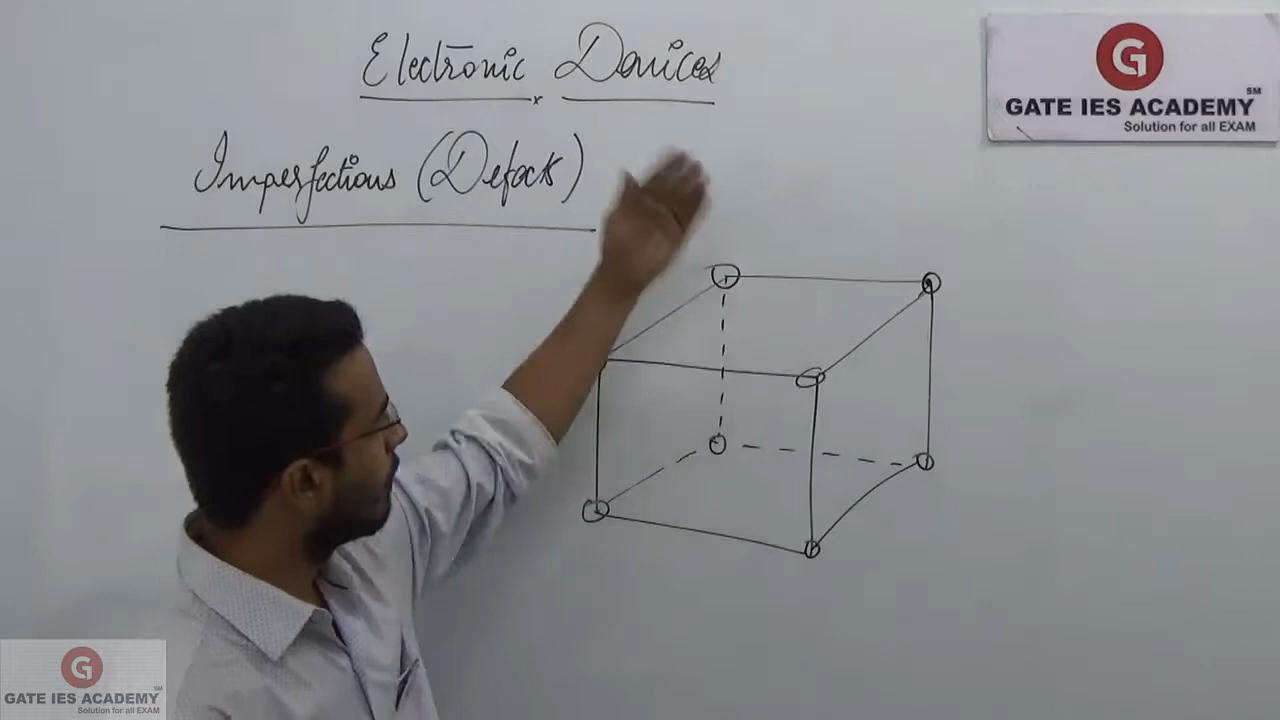 Electronic Devices
Imperfections (Defects)
G
GATE IES ACADEMY SM
Solution for all EXAM
G
GATE IES ACADEMY SM
Solution for all EXAM